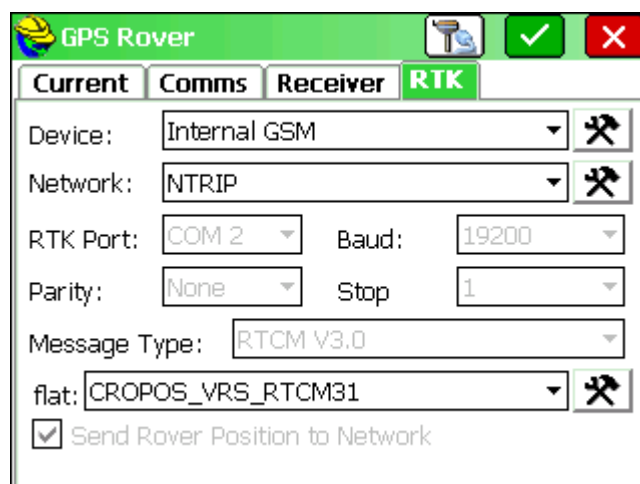 GPS Rover
Current Comms Receiver RTK
Device: Internal GSM
Network: NTRIP
RTK Port: COM 2 Baud: 19200
Parity: None Stop 1
Message Type: RTCM V3.0
flat: CROPOS_VRS_RTCM31
Send Rover Position to Network